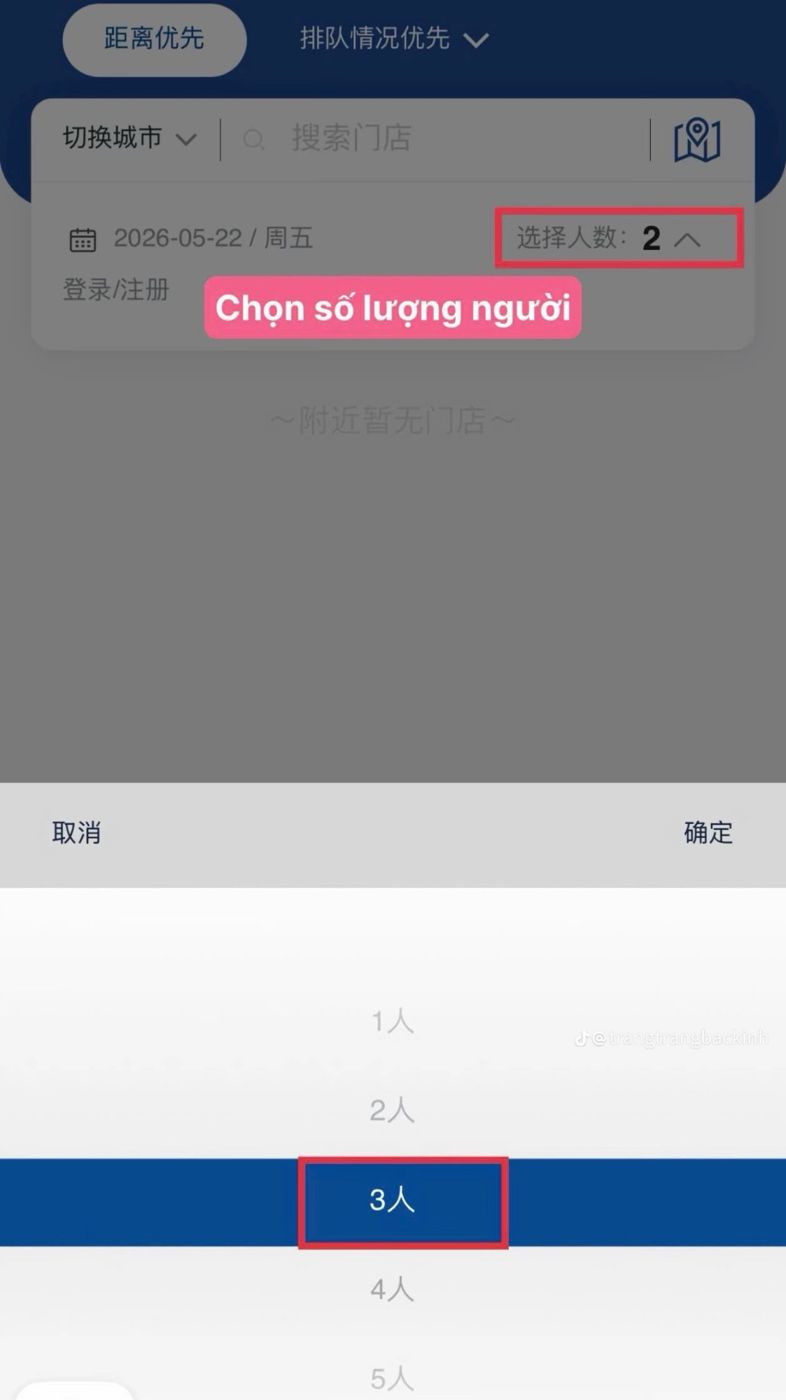 距离优先 排队情况优先
切换城市 搜索门店
2026-05-22 / 周五 选择人数： 2
登录/注册
Chọn số lượng người
～附近暂无门店～
取消 确定
1人
@trangtrangbackinh
2人
3人
4人
5人